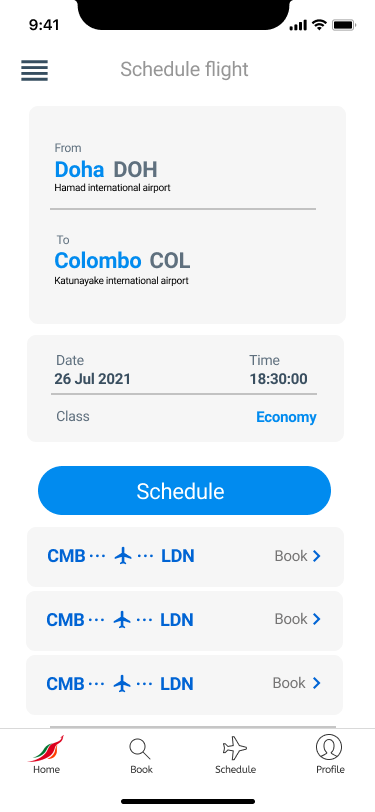 9:41
Schedule flight
From
Doha DOH
Hamad international airport
To
Colombo COL
Katunayake international airport
Date Time
26 Jul 2021 18:30:00
Class Economy
Schedule
CMB ··· ··· LDN Book
CMB ··· ··· LDN Book
CMB ··· ··· LDN Book
Home Book Schedule Profile